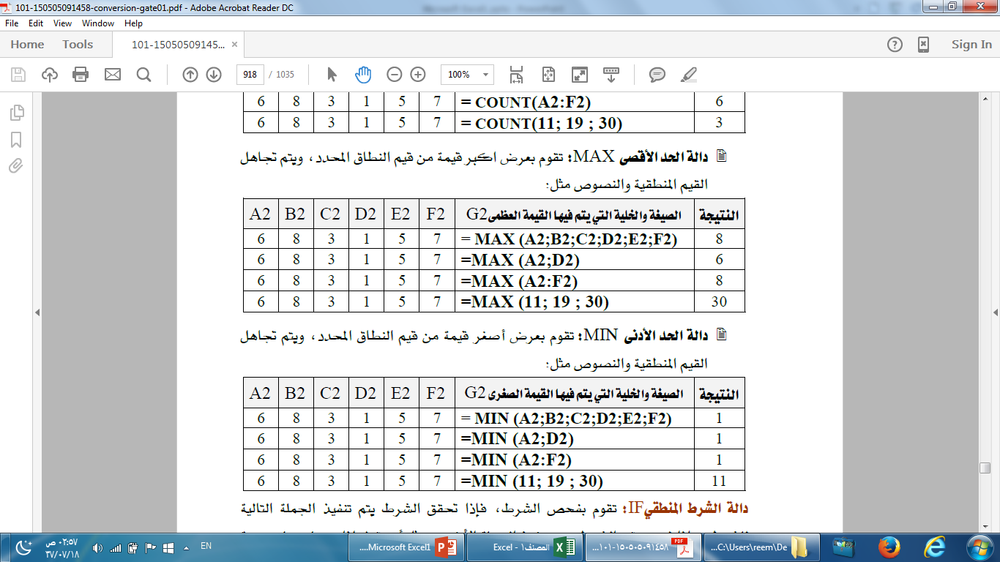 101-150505091458-conversion-gate01.pdf - Adobe Acrobat Reader DC
File Edit View Window Help
Home Tools 101-15050509145... × Sign In
918 / 1035 100%
6 8 3 1 5 7 = COUNT(A2:F2) 6
6 8 3 1 5 7 = COUNT(11; 19 ; 30) 3
دالة الحد الأقصى MAX: تقوم بعرض اكبر قيمة من قيم النطاق المحدد، ويتم تجاهل
القيم المنطقية والنصوص مثل:
A2 B2 C2 D2 E2 F2 الصيغة والخلية التي يتم فيها القيمة العظمى G2 النتيجة
6 8 3 1 5 7 = MAX (A2;B2;C2;D2;E2;F2) 8
6 8 3 1 5 7 =MAX (A2;D2) 6
6 8 3 1 5 7 =MAX (A2:F2) 8
6 8 3 1 5 7 =MAX (11; 19 ; 30) 30
دالة الحد الأدنى MIN: تقوم بعرض أصغر قيمة من قيم النطاق المحدد، ويتم تجاهل
القيم المنطقية والنصوص مثل:
A2 B2 C2 D2 E2 F2 الصيغة والخلية التي يتم فيها القيمة الصغرى G2 النتيجة
6 8 3 1 5 7 = MIN (A2;B2;C2;D2;E2;F2) 1
6 8 3 1 5 7 =MIN (A2;D2) 1
6 8 3 1 5 7 =MIN (A2:F2) 1
6 8 3 1 5 7 =MIN (11; 19 ; 30) 11
دالة الشرط المنطقي IF: تقوم بفحص الشرط، فإذا تحقق الشرط يتم تنفيذ الجملة التالية
٠٢:٥٧ ص EN ...Microsoft Excel1 المصنف١ - Excel ...١٠١-١٥٠٥٠٥٠٩١٤٥٨ ...C:\Users\reem\De
٣٧/٠٧/١٨